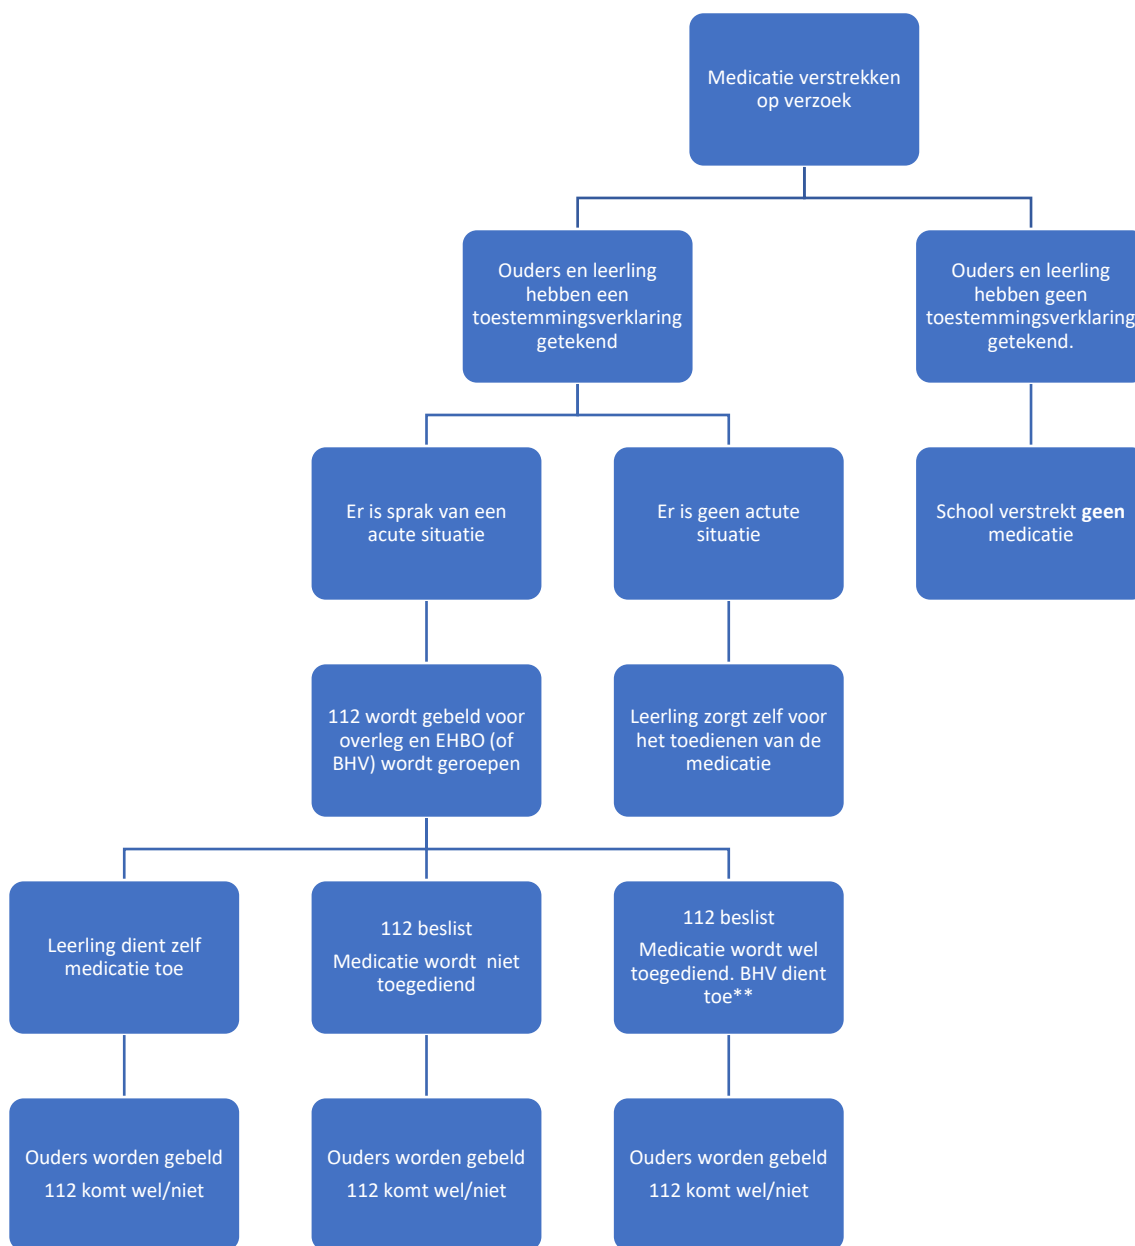 Medicatie verstrekken
op verzoek
Ouders en leerling
hebben een
toestemmingsverklaring
getekend
Ouders en leerling
hebben geen
toestemmingsverklaring
getekend.
Er is sprak van een
acute situatie
Er is geen actute
situatie
School verstrekt geen
medicatie
112 wordt gebeld voor
overleg en EHBO (of
BHV) wordt geroepen
Leerling zorgt zelf voor
het toedienen van de
medicatie
Leerling dient zelf
medicatie toe
112 beslist
Medicatie wordt niet
toegediend
112 beslist
Medicatie wordt wel
toegediend. BHV dient
toe**
Ouders worden gebeld
112 komt wel/niet
Ouders worden gebeld
112 komt wel/niet
Ouders worden gebeld
112 komt wel/niet